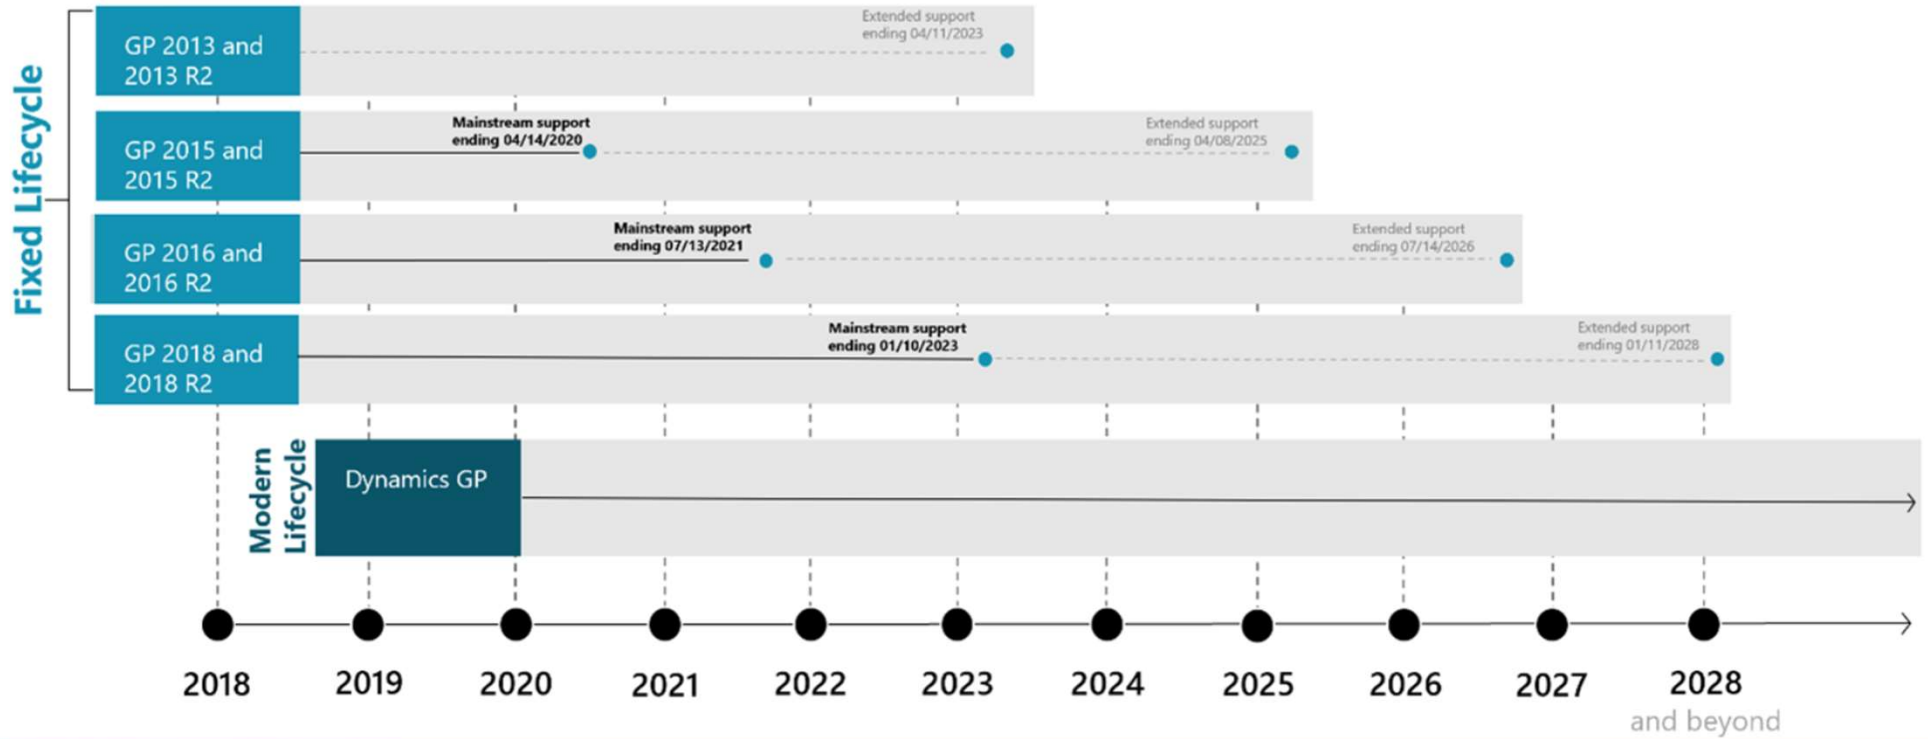 Fixed Lifecycle
GP 2013 and
2013 R2
Extended support
ending 04/11/2023
GP 2015 and
2015 R2
Mainstream support
ending 04/14/2020
Extended support
ending 04/08/2025
GP 2016 and
2016 R2
Mainstream support
ending 07/13/2021
Extended support
ending 07/14/2026
GP 2018 and
2018 R2
Mainstream support
ending 01/10/2023
Extended support
ending 01/11/2028
Modern
Lifecycle
Dynamics GP
2018 2019 2020 2021 2022 2023 2024 2025 2026 2027 2028
and beyond